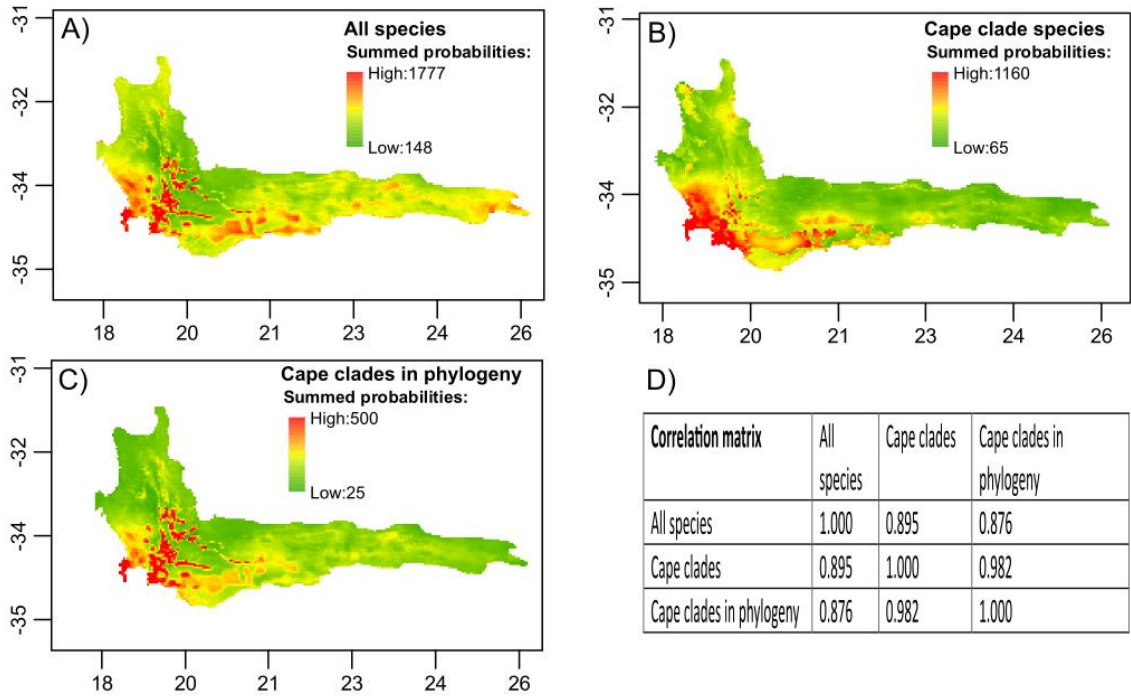 A)
All species
Summed probabilities:
High:1777
Low:148
-31
-32
-34
-35
18
20
21
23
24
26
B)
Cape clade species
Summed probabilities:
High:1160
Low:65
-31
-32
-34
-35
18
20
21
23
24
26
C)
Cape clades in phylogeny
Summed probabilities:
High:500
Low:25
-31
-32
-34
-35
18
20
21
23
24
26
D)
Correlation matrix All species Cape clades Cape clades in phylogeny
All species 1.000 0.895 0.876
Cape clades 0.895 1.000 0.982
Cape clades in phylogeny 0.876 0.982 1.000